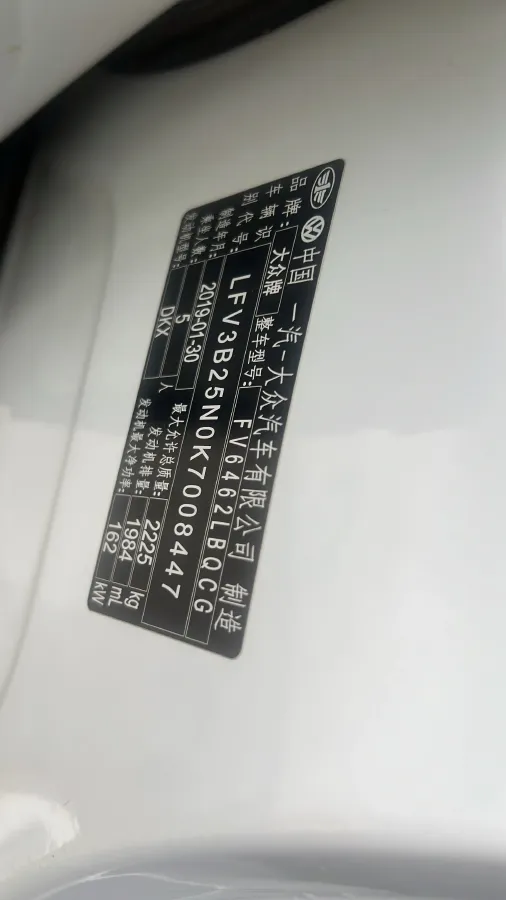 中国 一汽-大众汽车有限公司 制造
品牌: 大众牌 整车型号: FV6462LBQCG
车辆识别代号: LFV3B25N0K7008447
制造年月: 2019-01-30 最大允许总质量: 2225 kg
乘坐人数: 5 人 发动机排量: 1984 mL
发动机型号: DKX 发动机最大净功率: 162 kW